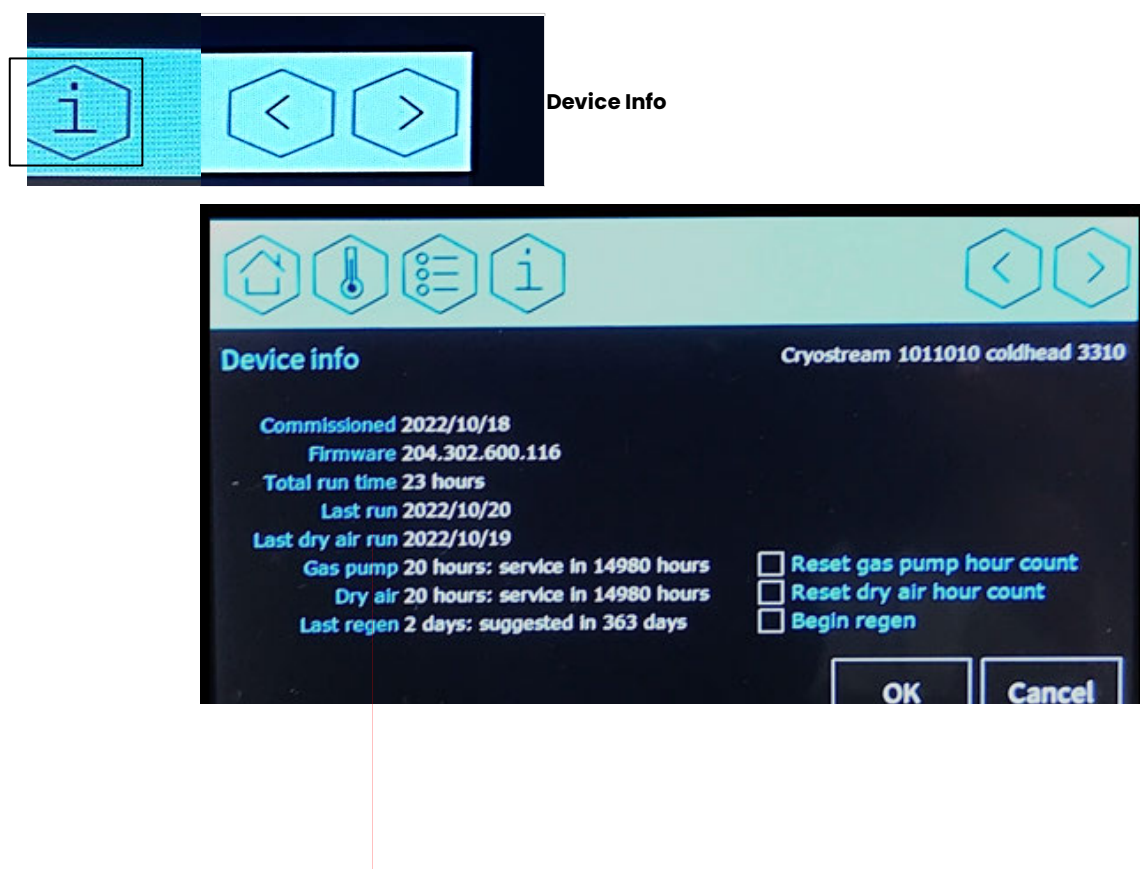 Device Info
Device info
Cryostream 1011010 coldhead 3310
Commissioned 2022/10/18
Firmware 204.302.600.116
Total run time 23 hours
Last run 2022/10/20
Last dry air run 2022/10/19
Gas pump 20 hours: service in 14980 hours
Reset gas pump hour count
Dry air 20 hours: service in 14980 hours
Reset dry air hour count
Last regen 2 days: suggested in 363 days
Begin regen
OK
Cancel